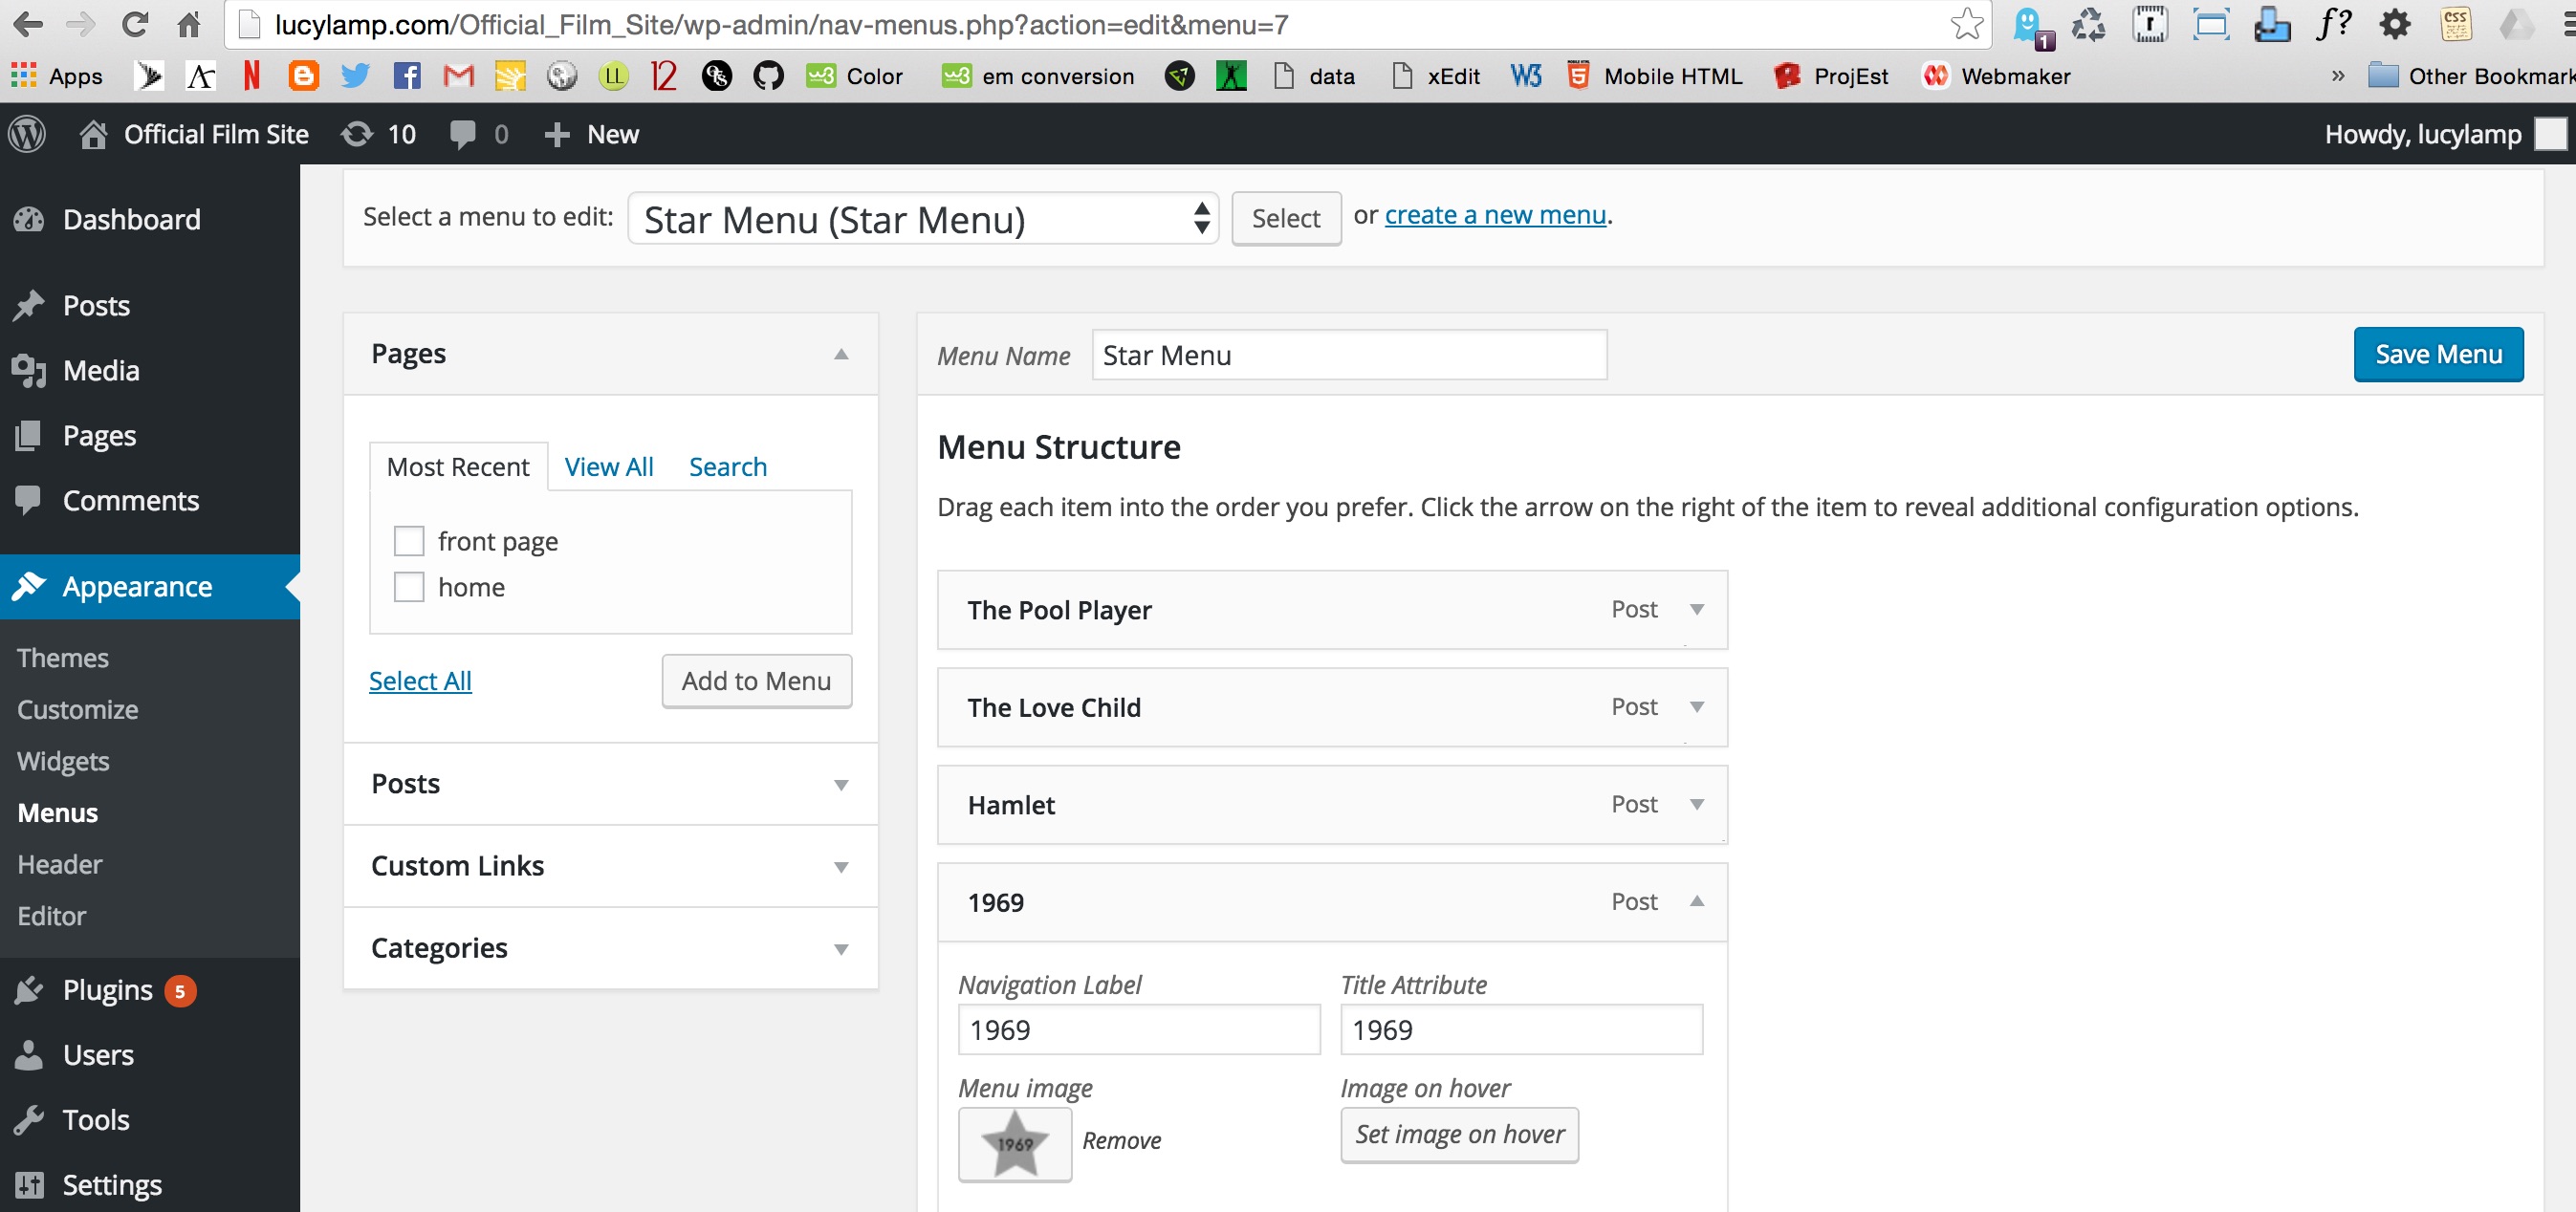 lucylamp.com/Official_Film_Site/wp-admin/nav-menus.php?action=edit&menu=7
f?
CSS
1
Apps
N
LL
12
w3 Color
w3 em conversion
data
xEdit
W3
5
Mobile HTML
ProjEst
Webmaker
»
Other Bookmark
Official Film Site
10
0
+ New
Howdy, lucylamp
Dashboard
Posts
Media
Pages
Comments
Appearance
Themes
Customize
Widgets
Menus
Header
Editor
Plugins 5
Users
Tools
Settings
Select a menu to edit: Star Menu (Star Menu) Select or create a new menu.
Pages
Most Recent View All Search
front page
home
Select All Add to Menu
Posts
Custom Links
Categories
Menu Name Star Menu Save Menu
Menu Structure
Drag each item into the order you prefer. Click the arrow on the right of the item to reveal additional configuration options.
The Pool Player Post
The Love Child Post
Hamlet Post
1969 Post
Navigation Label Title Attribute
1969 1969
Menu image Image on hover
1969 Remove Set image on hover